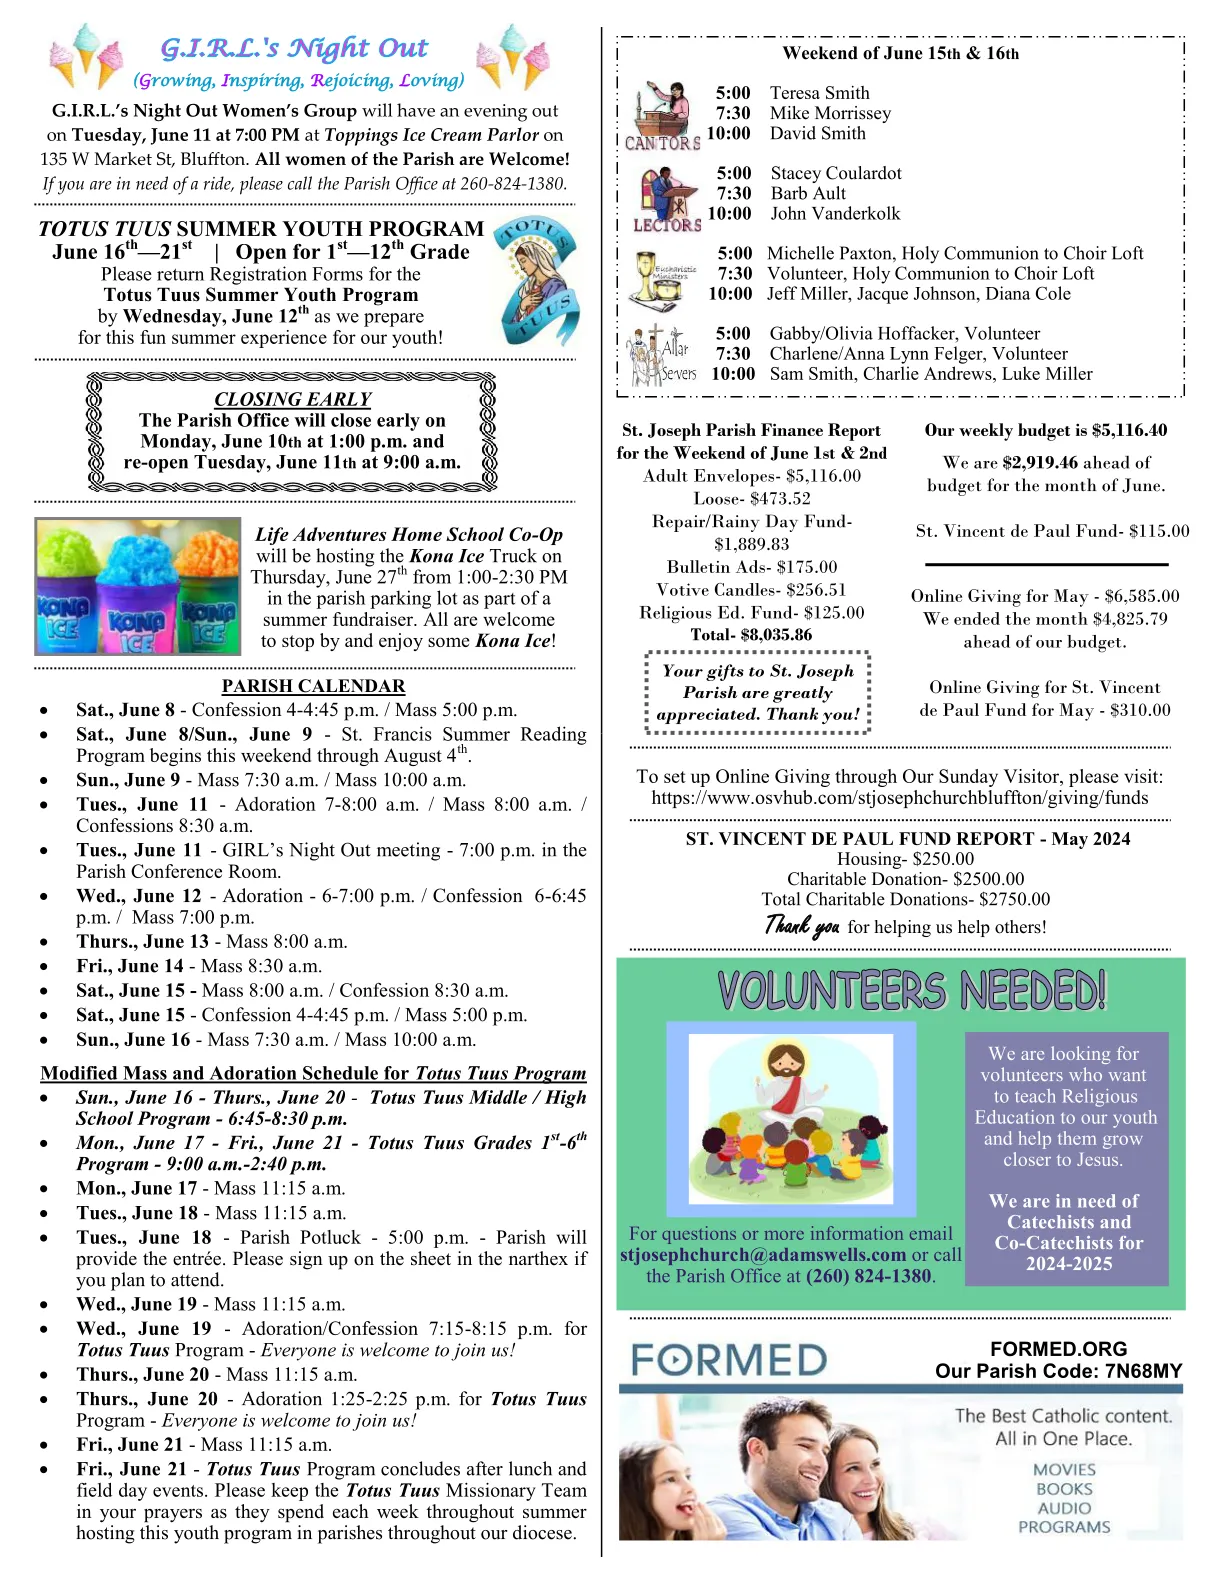 G.I.R.L.'s Night Out
(Growing, Inspiring, Rejoicing, Loving)
G.I.R.L.'s Night Out Women's Group will have an evening out
on Tuesday, June 11 at 7:00 PM at Toppings Ice Cream Parlor on
135 W Market St, Bluffton. All women of the Parish are Welcome!
If you are in need of a ride, please call the Parish Office at 260-824-1380.
TOTUS TUUS SUMMER YOUTH PROGRAM
June 16th—21st | Open for 1st—12th Grade
Please return Registration Forms for the
Totus Tuus Summer Youth Program
by Wednesday, June 12th as we prepare
for this fun summer experience for our youth!
TOTUS
TUUS
CLOSING EARLY
The Parish Office will close early on
Monday, June 10th at 1:00 p.m. and
re-open Tuesday, June 11th at 9:00 a.m.
KONA ICE
KONA ICE
KONA ICE
Life Adventures Home School Co-Op
will be hosting the Kona Ice Truck on
Thursday, June 27th from 1:00-2:30 PM
in the parish parking lot as part of a
summer fundraiser. All are welcome
to stop by and enjoy some Kona Ice!
PARISH CALENDAR
• Sat., June 8 - Confession 4-4:45 p.m. / Mass 5:00 p.m.
• Sat., June 8/Sun., June 9 - St. Francis Summer Reading
Program begins this weekend through August 4th.
• Sun., June 9 - Mass 7:30 a.m. / Mass 10:00 a.m.
• Tues., June 11 - Adoration 7-8:00 a.m. / Mass 8:00 a.m. /
Confessions 8:30 a.m.
• Tues., June 11 - GIRL's Night Out meeting - 7:00 p.m. in the
Parish Conference Room.
• Wed., June 12 - Adoration - 6-7:00 p.m. / Confession 6-6:45
p.m. / Mass 7:00 p.m.
• Thurs., June 13 - Mass 8:00 a.m.
• Fri., June 14 - Mass 8:30 a.m.
• Sat., June 15 - Mass 8:00 a.m. / Confession 8:30 a.m.
• Sat., June 15 - Confession 4-4:45 p.m. / Mass 5:00 p.m.
• Sun., June 16 - Mass 7:30 a.m. / Mass 10:00 a.m.
Modified Mass and Adoration Schedule for Totus Tuus Program
• Sun., June 16 - Thurs., June 20 - Totus Tuus Middle / High
School Program - 6:45-8:30 p.m.
• Mon., June 17 - Fri., June 21 - Totus Tuus Grades 1st-6th
Program - 9:00 a.m.-2:40 p.m.
• Mon., June 17 - Mass 11:15 a.m.
• Tues., June 18 - Mass 11:15 a.m.
• Tues., June 18 - Parish Potluck - 5:00 p.m. - Parish will
provide the entrée. Please sign up on the sheet in the narthex if
you plan to attend.
• Wed., June 19 - Mass 11:15 a.m.
• Wed., June 19 - Adoration/Confession 7:15-8:15 p.m. for
Totus Tuus Program - Everyone is welcome to join us!
• Thurs., June 20 - Mass 11:15 a.m.
• Thurs., June 20 - Adoration 1:25-2:25 p.m. for Totus Tuus
Program - Everyone is welcome to join us!
• Fri., June 21 - Mass 11:15 a.m.
• Fri., June 21 - Totus Tuus Program concludes after lunch and
field day events. Please keep the Totus Tuus Missionary Team
in your prayers as they spend each week throughout summer
hosting this youth program in parishes throughout our diocese.
Weekend of June 15th & 16th
CANTORS
5:00 Teresa Smith
7:30 Mike Morrissey
10:00 David Smith
LECTORS
5:00 Stacey Coulardot
7:30 Barb Ault
10:00 John Vanderkolk
Eucharistic
Ministers
5:00 Michelle Paxton, Holy Communion to Choir Loft
7:30 Volunteer, Holy Communion to Choir Loft
10:00 Jeff Miller, Jacque Johnson, Diana Cole
Altar
Servers
5:00 Gabby/Olivia Hoffacker, Volunteer
7:30 Charlene/Anna Lynn Felger, Volunteer
10:00 Sam Smith, Charlie Andrews, Luke Miller
St. Joseph Parish Finance Report
for the Weekend of June 1st & 2nd
Adult Envelopes- $5,116.00
Loose- $473.52
Repair/Rainy Day Fund-
$1,889.83
Bulletin Ads- $175.00
Votive Candles- $256.51
Religious Ed. Fund- $125.00
Total- $8,035.86
Your gifts to St. Joseph
Parish are greatly
appreciated. Thank you!
Our weekly budget is $5,116.40
We are $2,919.46 ahead of
budget for the month of June.
St. Vincent de Paul Fund- $115.00
Online Giving for May - $6,585.00
We ended the month $4,825.79
ahead of our budget.
Online Giving for St. Vincent
de Paul Fund for May - $310.00
To set up Online Giving through Our Sunday Visitor, please visit:
https://www.osvhub.com/stjosephchurchbluffton/giving/funds
ST. VINCENT DE PAUL FUND REPORT - May 2024
Housing- $250.00
Charitable Donation- $2500.00
Total Charitable Donations- $2750.00
Thank you for helping us help others!
VOLUNTEERS NEEDED!
We are looking for
volunteers who want
to teach Religious
Education to our youth
and help them grow
closer to Jesus.
We are in need of
Catechists and
Co-Catechists for
2024-2025
For questions or more information email
stjosephchurch@adamswells.com or call
the Parish Office at (260) 824-1380.
FORMED
FORMED.ORG
Our Parish Code: 7N68MY
The Best Catholic content.
All in One Place.
MOVIES
BOOKS
AUDIO
PROGRAMS